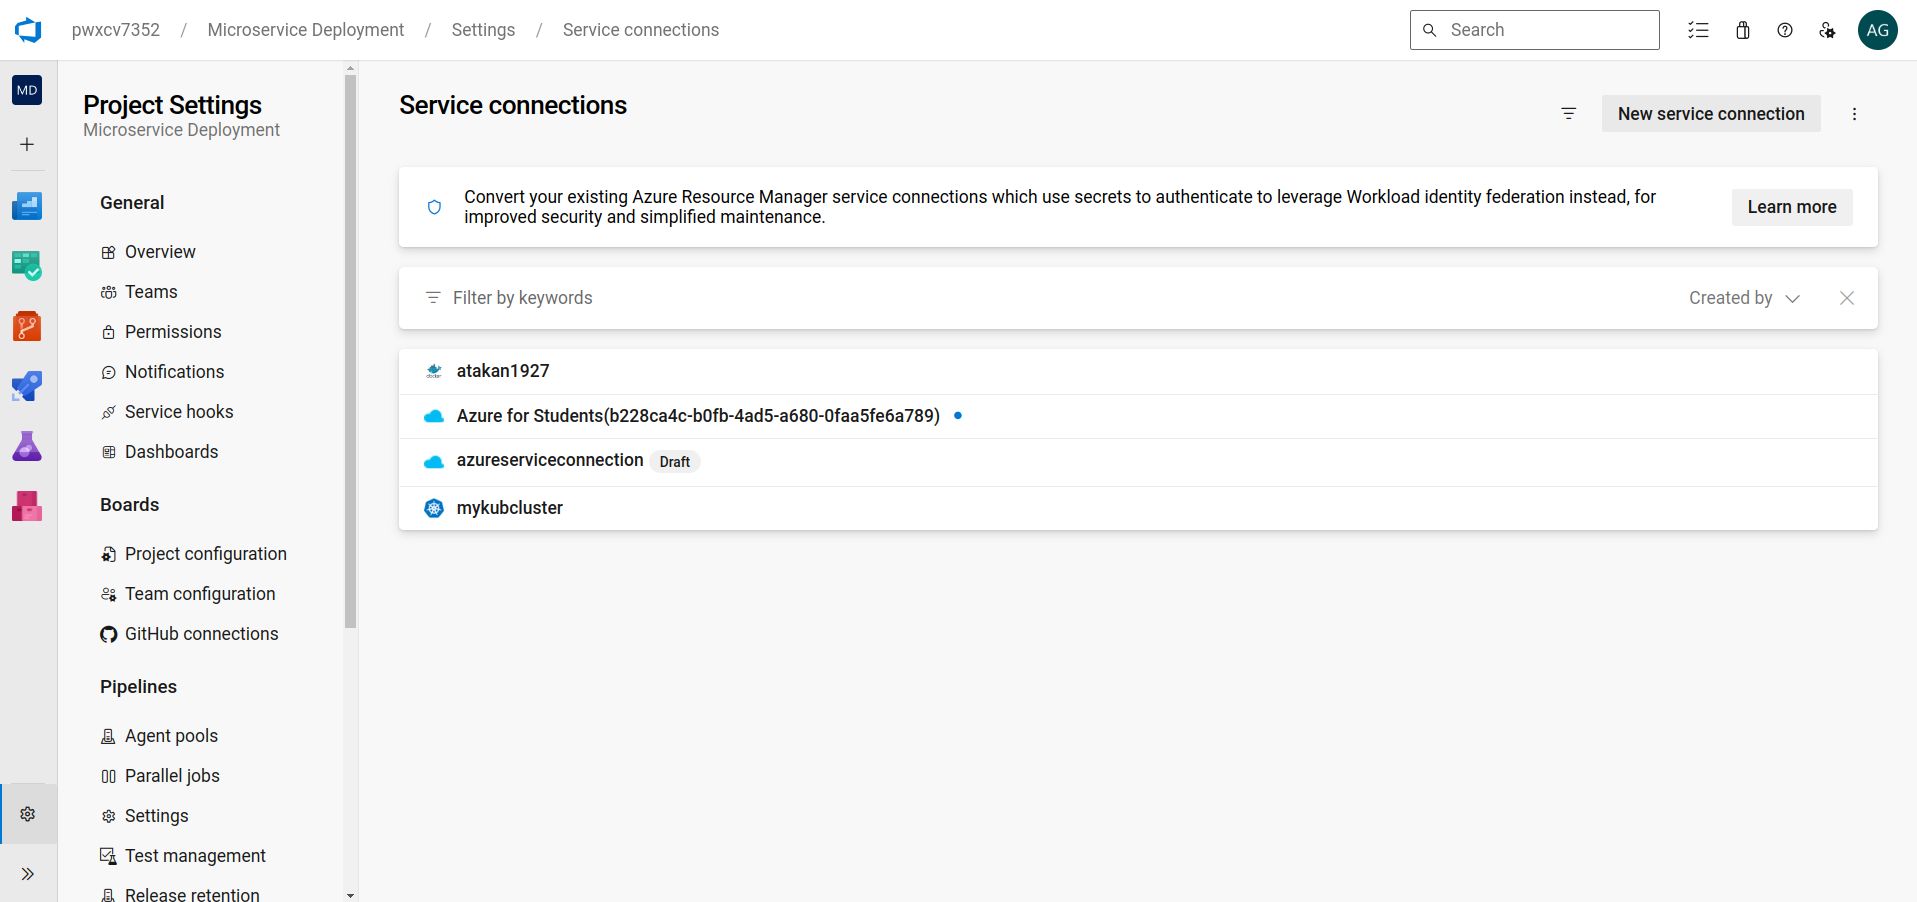 pwxcv7352 / Microservice Deployment / Settings / Service connections
Search
AG
MD
Project Settings
Microservice Deployment
General
Overview
Teams
Permissions
Notifications
Service hooks
Dashboards
Boards
Project configuration
Team configuration
GitHub connections
Pipelines
Agent pools
Parallel jobs
Settings
Test management
Release retention
Service connections
New service connection
Convert your existing Azure Resource Manager service connections which use secrets to authenticate to leverage Workload identity federation instead, for
improved security and simplified maintenance.
Learn more
Filter by keywords
Created by
atakan1927
Azure for Students(b228ca4c-b0fb-4ad5-a680-0faa5fe6a789)
azureserviceconnection Draft
mykubcluster